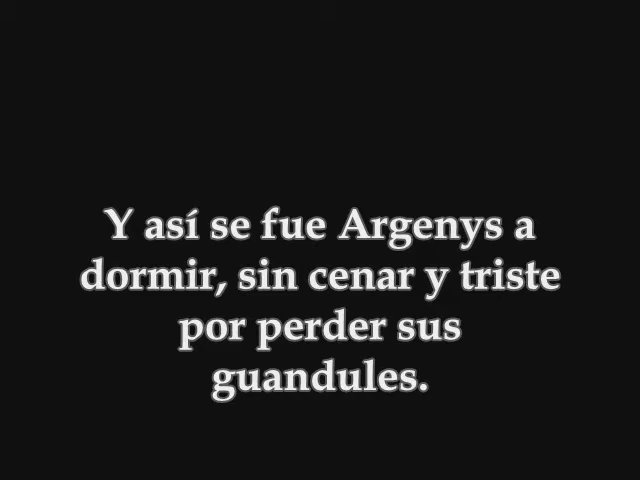 Y así se fue Argenys a
dormir, sin cenar y triste
por perder sus
guandules.